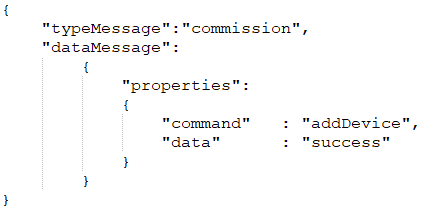 {
"typeMessage":"commission",
"dataMessage":
{
"properties":
{
"command" : "addDevice",
"data" : "success"
}
}
}